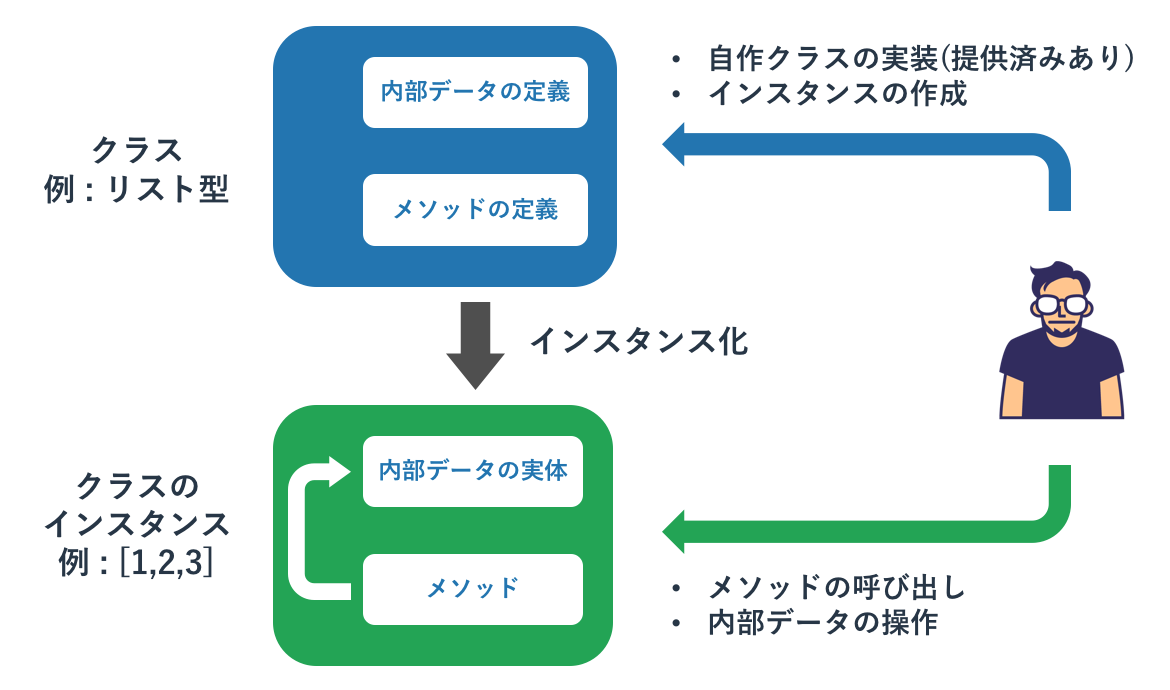 内部データの定義
メソッドの定義
クラス
例：リスト型
• 自作クラスの実装(提供済みあり)
• インスタンスの作成
インスタンス化
内部データの実体
メソッド
クラスの
インスタンス
例：[1,2,3]
• メソッドの呼び出し
• 内部データの操作